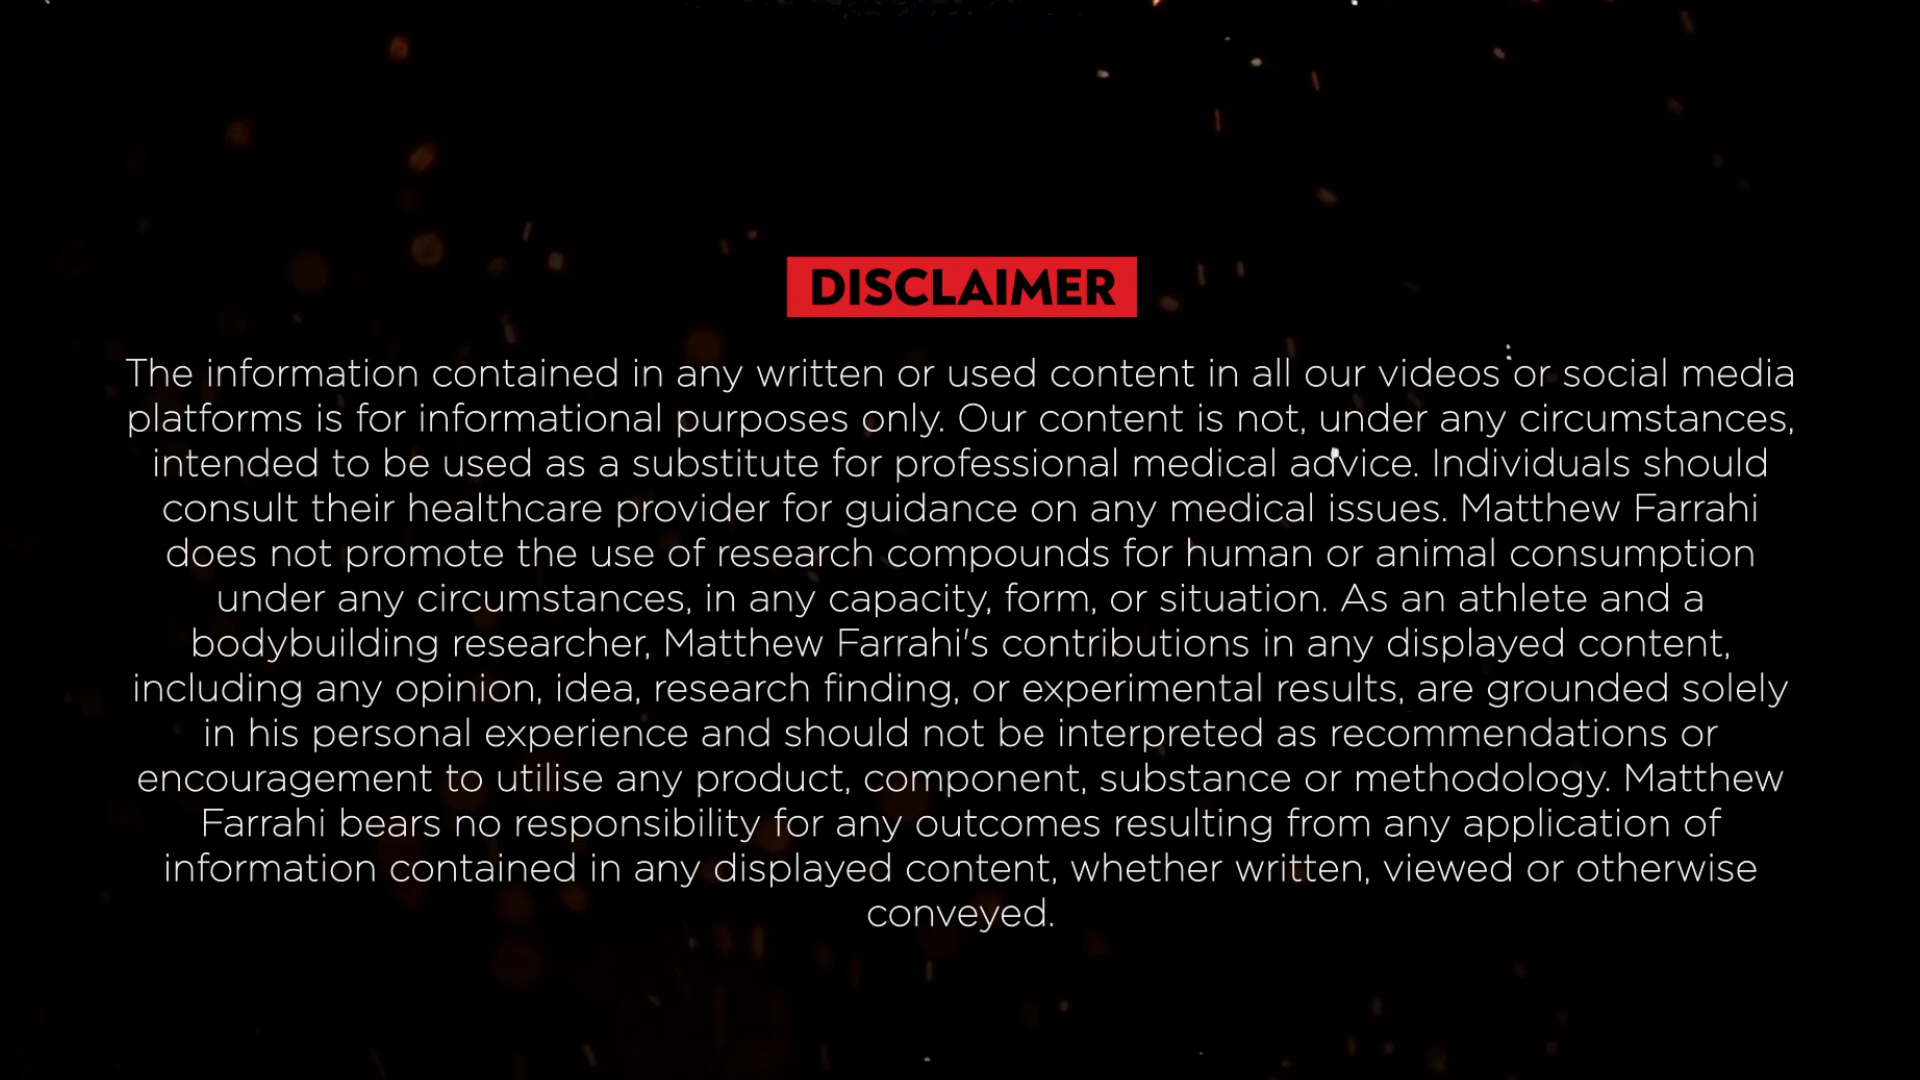 DISCLAIMER
The information contained in any written or used content in all our videos or social media
platforms is for informational purposes only. Our content is not, under any circumstances,
intended to be used as a substitute for professional medical advice. Individuals should
consult their healthcare provider for guidance on any medical issues. Matthew Farrahi
does not promote the use of research compounds for human or animal consumption
under any circumstances, in any capacity, form, or situation. As an athlete and a
bodybuilding researcher, Matthew Farrahi's contributions in any displayed content,
including any opinion, idea, research finding, or experimental results, are grounded solely
in his personal experience and should not be interpreted as recommendations or
encouragement to utilise any product, component, substance or methodology. Matthew
Farrahi bears no responsibility for any outcomes resulting from any application of
information contained in any displayed content, whether written, viewed or otherwise
conveyed.